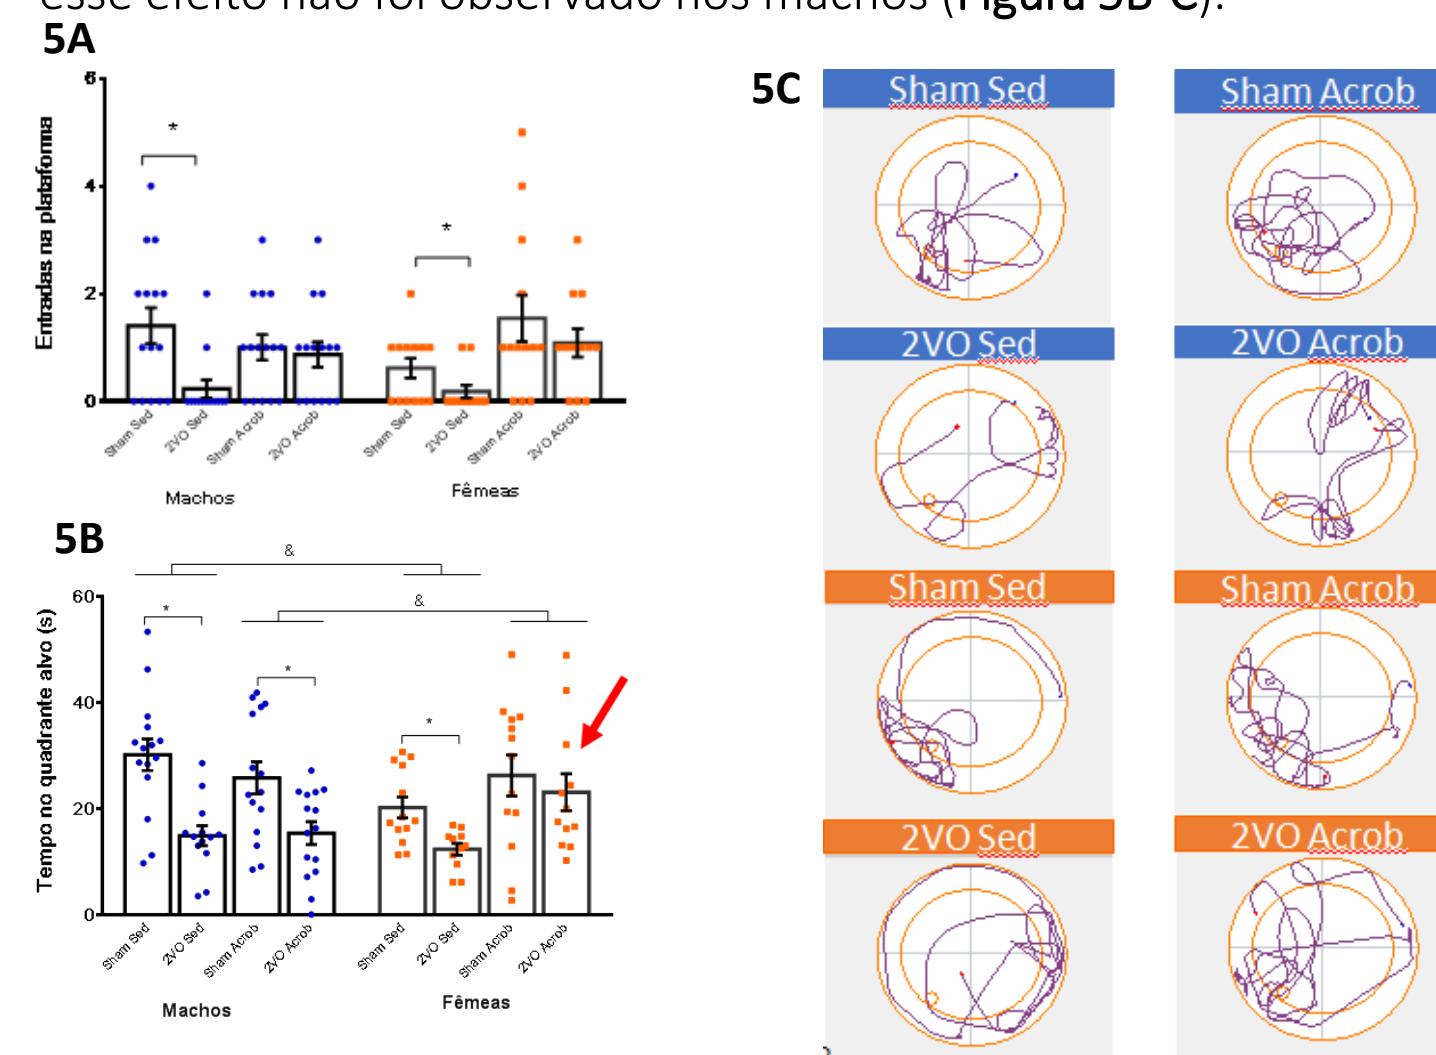 esse efeito não foi observado nos machos (Figura 5B-C).
5A
Entradas na plataforma
6
4
2
0
*
*
Sham Sed
2VO Sed
Sham Acrob
2VO Acrob
Sham Sed
2VO Sed
Sham Acrob
2VO Acrob
Machos
Fêmeas
5B
Tempo no quadrante alvo (s)
60
40
20
0
&
&
*
*
*
Sham Sed
2VO Sed
Sham Acrob
2VO Acrob
Sham Sed
2VO Sed
Sham Acrob
2VO Acrob
Machos
Fêmeas
5C
Sham Sed
Sham Acrob
2VO Sed
2VO Acrob
Sham Sed
Sham Acrob
2VO Sed
2VO Acrob